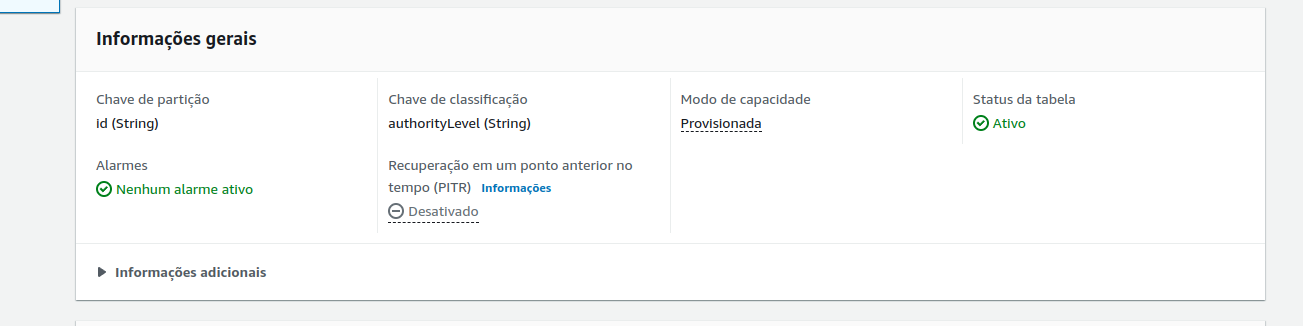 Informações gerais
Chave de partição
id (String)
Chave de classificação
authorityLevel (String)
Modo de capacidade
Provisionada
Status da tabela
Ativo
Alarmes
Nenhum alarme ativo
Recuperação em um ponto anterior no
tempo (PITR) Informações
Desativado
Informações adicionais